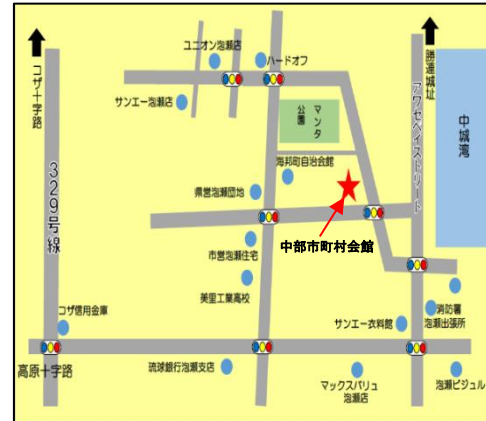 ユニオン泡瀬店
ハードオフ
勝連城址
コザ十字路
サンエー泡瀬店
マンタ
公園
アワセベイストリート
中城湾
海邦町自治会館
329号線
県営泡瀬団地
中部市町村会館
市営泡瀬住宅
美里工業高校
コザ信用金庫
サンエー衣料館
消防署
泡瀬出張所
高原十字路
琉球銀行泡瀬支店
マックスバリュ
泡瀬店
泡瀬ビジュル